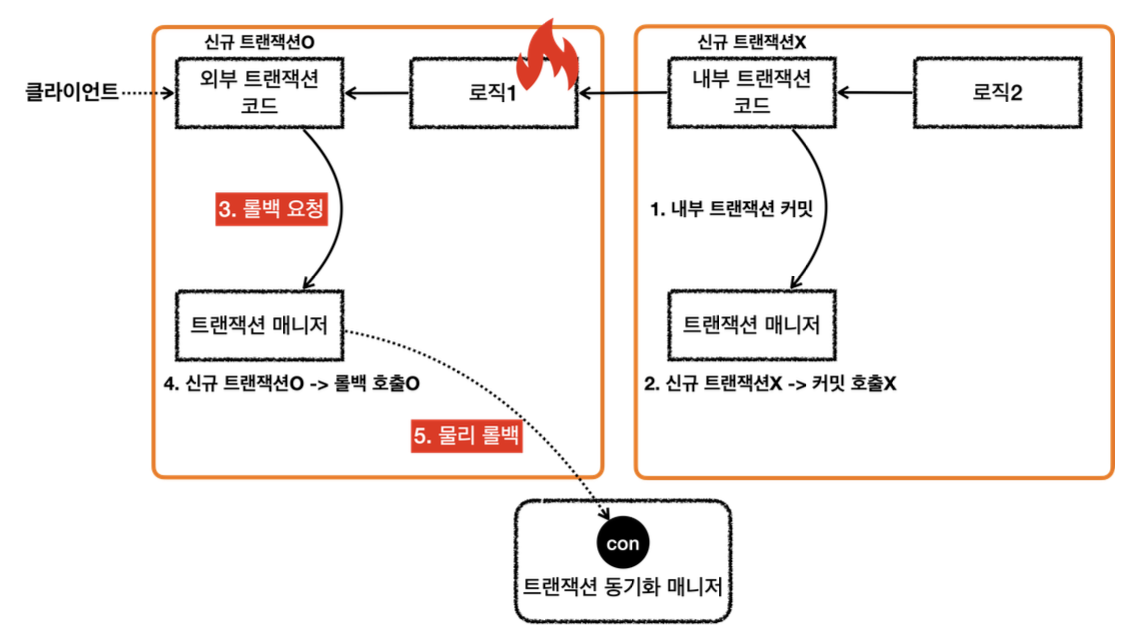 신규 트랜잭션O
신규 트랜잭션X
클라이언트
외부 트랜잭션
코드
로직1
내부 트랜잭션
코드
로직2
3. 롤백 요청
1. 내부 트랜잭션 커밋
트랜잭션 매니저
트랜잭션 매니저
4. 신규 트랜잭션O -> 롤백 호출O
2. 신규 트랜잭션X -> 커밋 호출X
5. 물리 롤백
con
트랜잭션 동기화 매니저